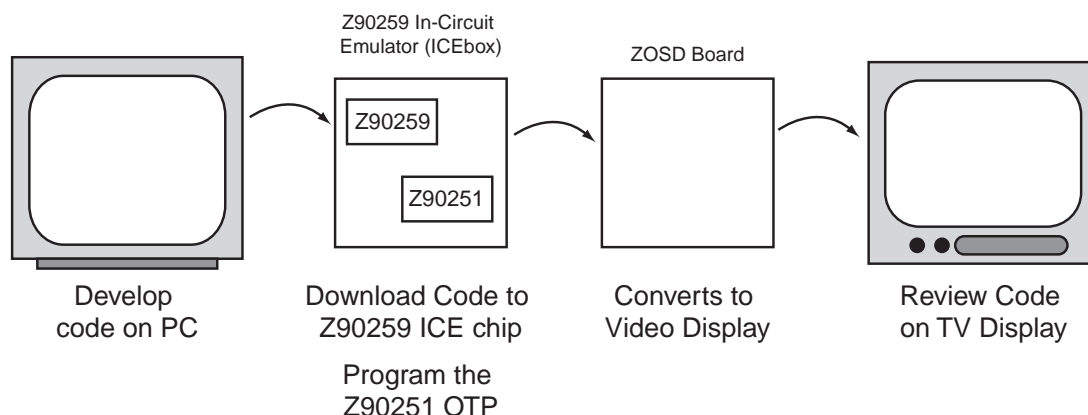 Z90259 In-Circuit
Emulator (ICEbox)
ZOSD Board
Z90259
Z90251
Develop
code on PC
Download Code to
Z90259 ICE chip
Program the
Z90251 OTP
Converts to
Video Display
Review Code
on TV Display